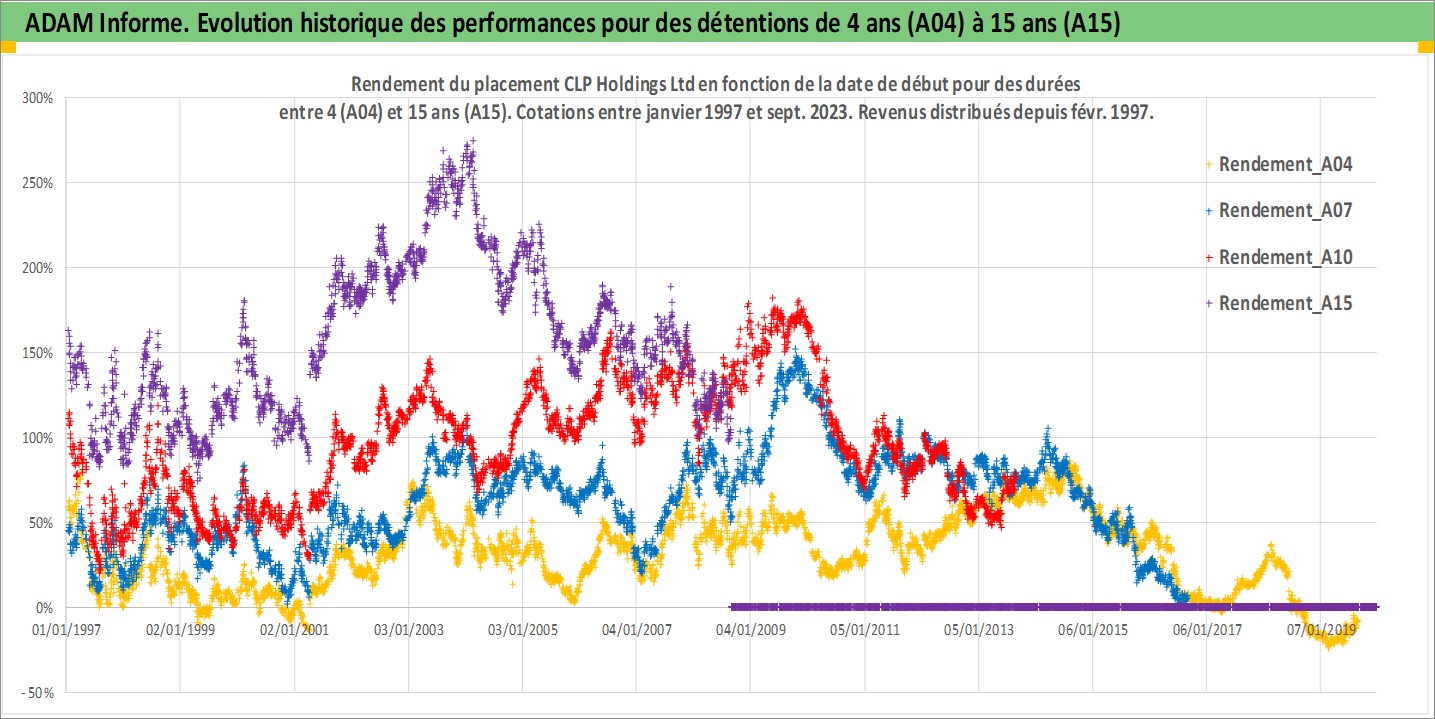 ADAM Informe. Evolution historique des performances pour des détentions de 4 ans (A04) à 15 ans (A15)
Rendement du placement CLP Holdings Ltd en fonction de la date de début pour des durées
entre 4 (A04) et 15 ans (A15). Cotations entre janvier 1997 et sept. 2023. Revenus distribués depuis févr. 1997.
300%
250%
200%
150%
100%
50%
0%
-50%
01/01/1997
02/01/1999
02/01/2001
03/01/2003
03/01/2005
04/01/2007
04/01/2009
05/01/2011
05/01/2013
06/01/2015
06/01/2017
07/01/2019
Rendement_A04
Rendement_A07
Rendement_A10
Rendement_A15